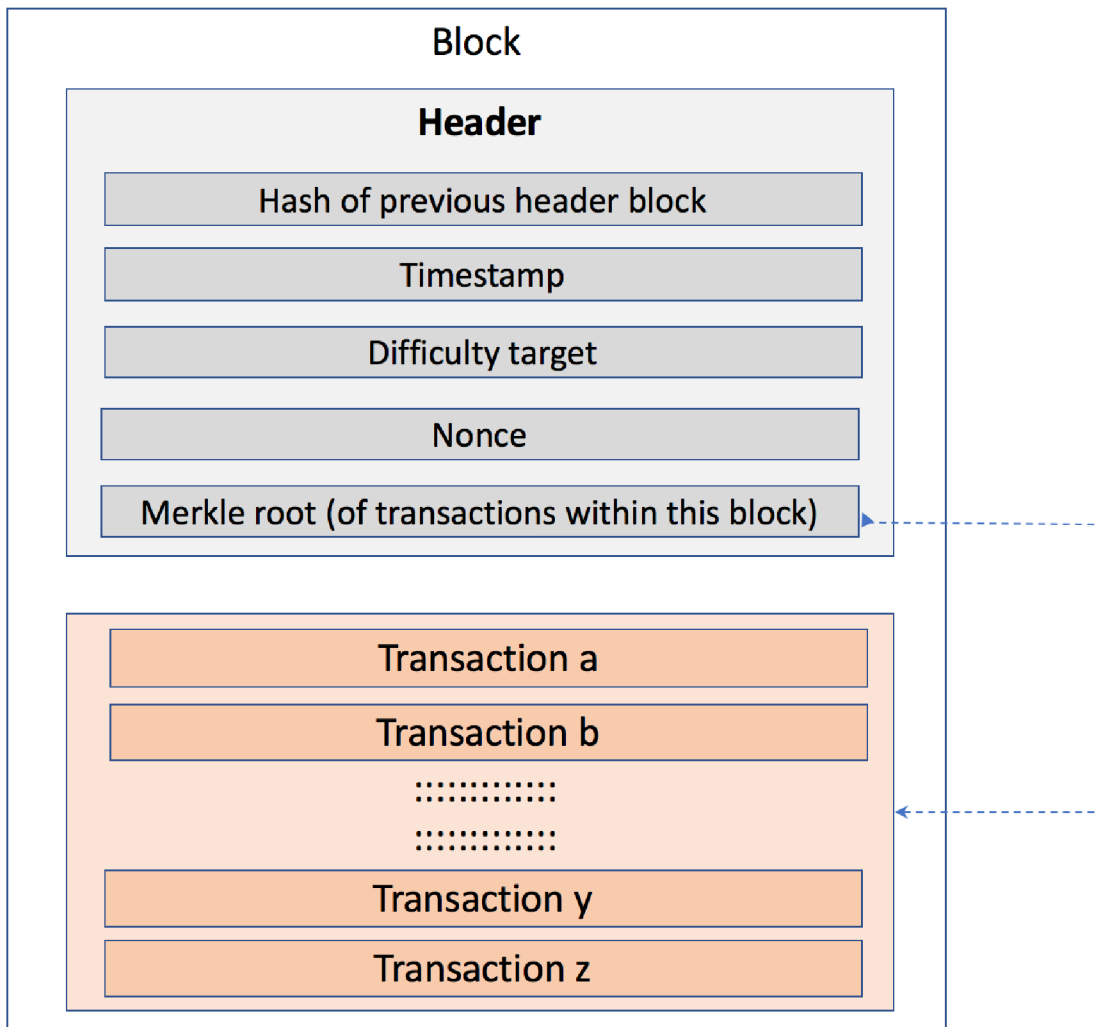 Block
Header
Hash of previous header block
Timestamp
Difficulty target
Nonce
Merkle root (of transactions within this block)
Transaction a
Transaction b
:::::::::::::
:::::::::::::
Transaction y
Transaction z